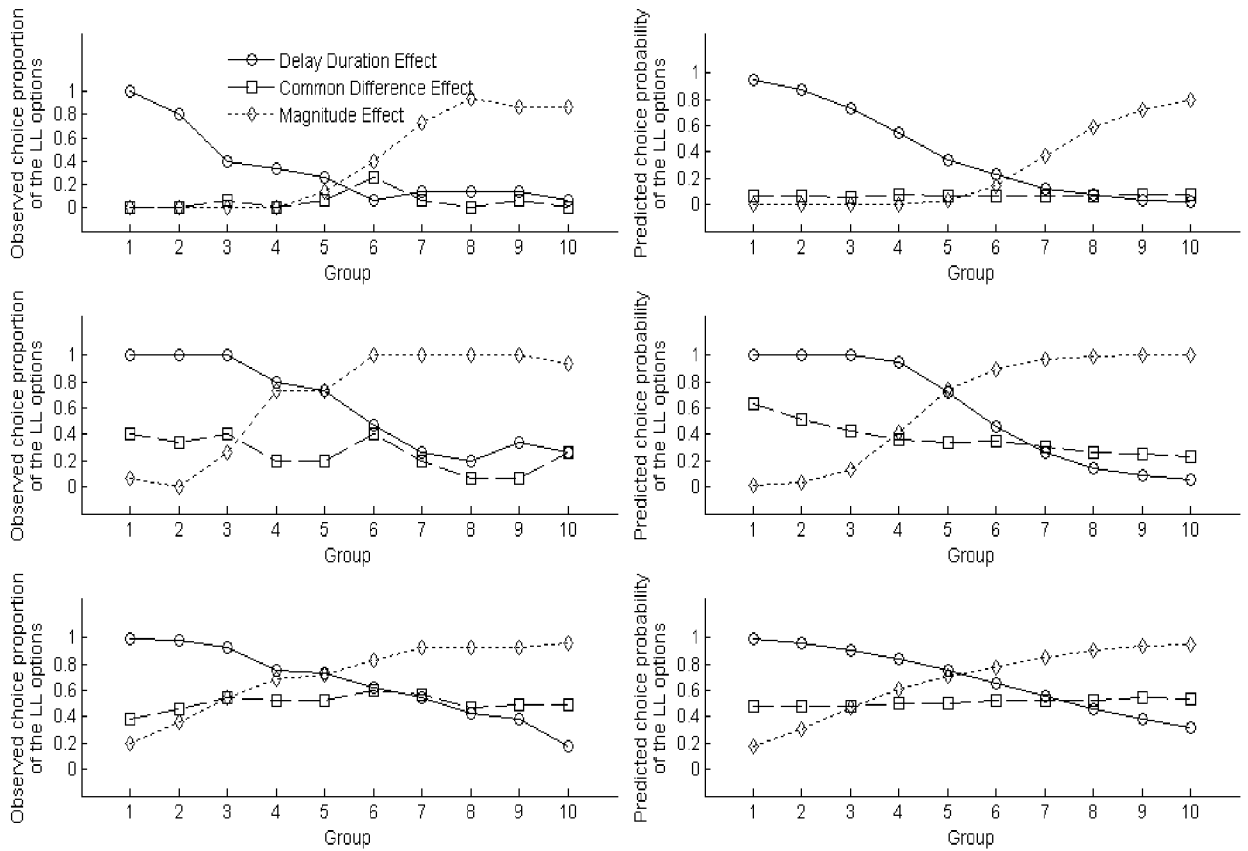 Observed choice proportion
of the LL options
Delay Duration Effect
Common Difference Effect
Magnitude Effect
1
0.8
0.6
0.4
0.2
0
1 2 3 4 5 6 7 8 9 10
Group
Predicted choice probability
of the LL options
1
0.8
0.6
0.4
0.2
0
1 2 3 4 5 6 7 8 9 10
Group
Observed choice proportion
of the LL options
1
0.8
0.6
0.4
0.2
0
1 2 3 4 5 6 7 8 9 10
Group
Predicted choice probability
of the LL options
1
0.8
0.6
0.4
0.2
0
1 2 3 4 5 6 7 8 9 10
Group
Observed choice proportion
of the LL options
1
0.8
0.6
0.4
0.2
0
1 2 3 4 5 6 7 8 9 10
Group
Predicted choice probability
of the LL options
1
0.8
0.6
0.4
0.2
0
1 2 3 4 5 6 7 8 9 10
Group